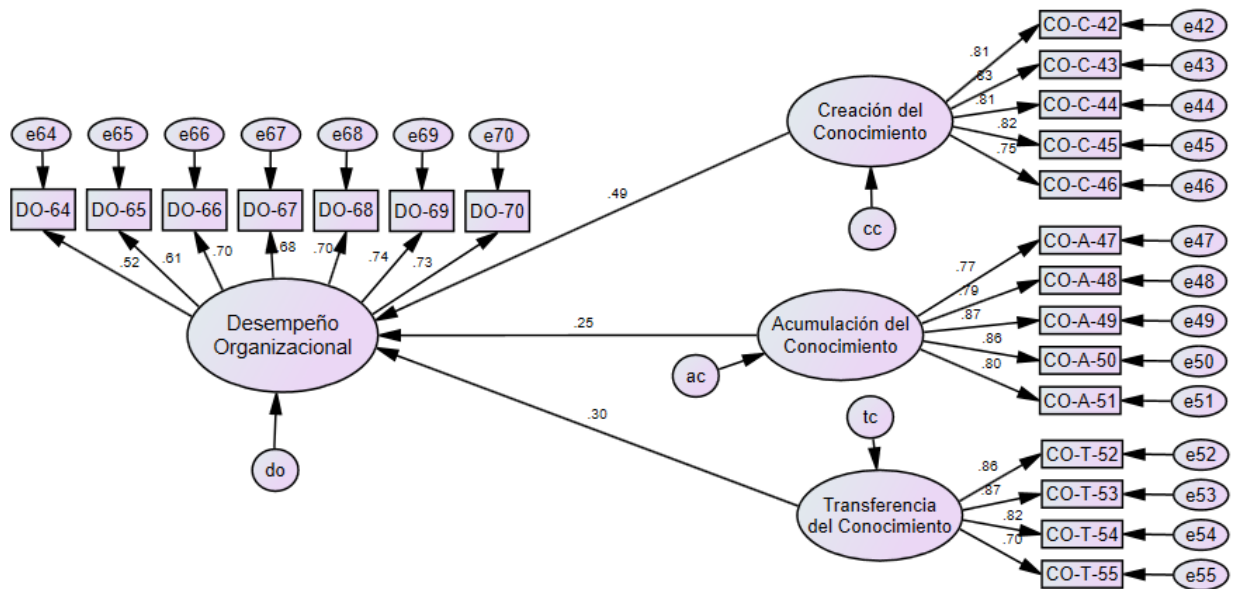 e64 e65 e66 e67 e68 e69 e70
DO-64 DO-65 DO-66 DO-67 DO-68 DO-69 DO-70
.52 .61 .70 .68 .70 .74 .73
Desempeño
Organizacional
do
.49
.25
.30
Creación del
Conocimiento
cc
.81
.83
.81
.82
.75
CO-C-42 e42
CO-C-43 e43
CO-C-44 e44
CO-C-45 e45
CO-C-46 e46
Acumulación del
Conocimiento
ac
.77
.79
.87
.86
.80
CO-A-47 e47
CO-A-48 e48
CO-A-49 e49
CO-A-50 e50
CO-A-51 e51
tc
Transferencia
del Conocimiento
.86
.87
.82
.70
CO-T-52 e52
CO-T-53 e53
CO-T-54 e54
CO-T-55 e55